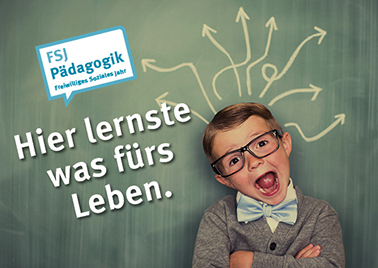 FSJ
Pädagogik
Freiwilliges Soziales Jahr
Hier lernste
was fürs
Leben.